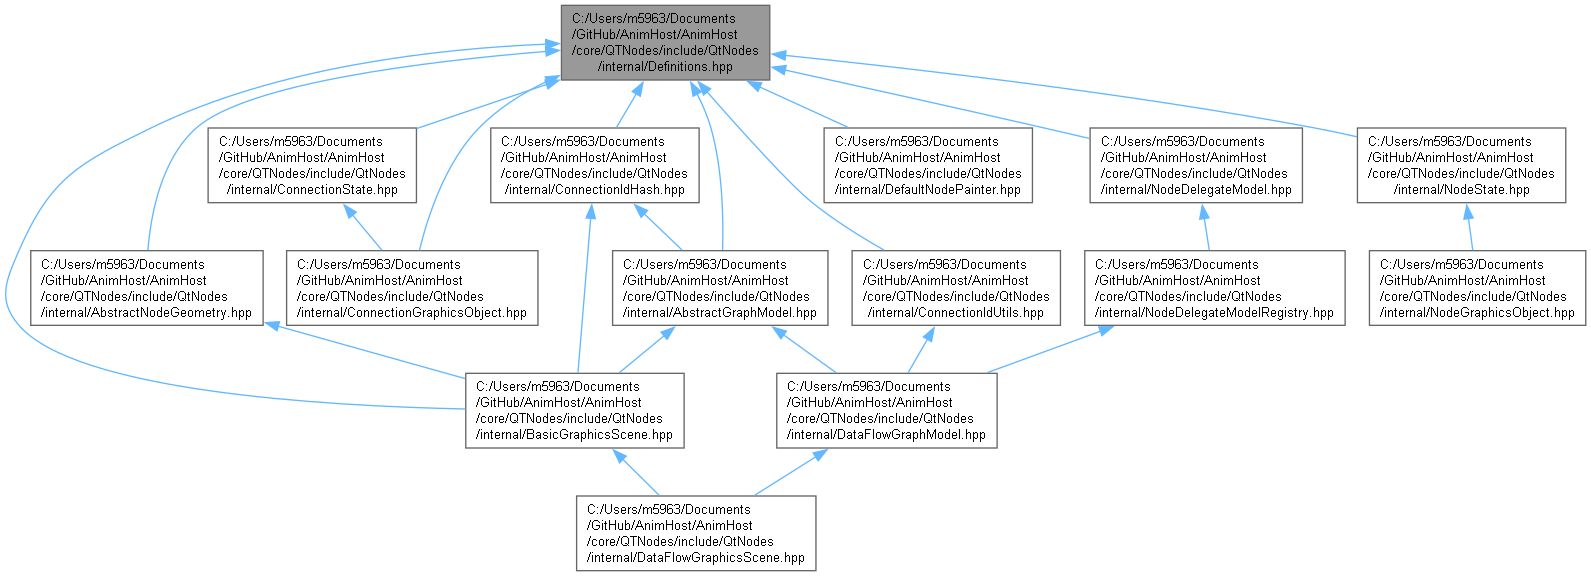 C:/Users/m5963/Documents
/GitHub/AnimHost/AnimHost
/core/QTNodes/include/QtNodes
/internal/Definitions.hpp
C:/Users/m5963/Documents
/GitHub/AnimHost/AnimHost
/core/QTNodes/include/QtNodes
/internal/ConnectionState.hpp
C:/Users/m5963/Documents
/GitHub/AnimHost/AnimHost
/core/QTNodes/include/QtNodes
/internal/ConnectionIdHash.hpp
C:/Users/m5963/Documents
/GitHub/AnimHost/AnimHost
/core/QTNodes/include/QtNodes
/internal/DefaultNodePainter.hpp
C:/Users/m5963/Documents
/GitHub/AnimHost/AnimHost
/core/QTNodes/include/QtNodes
/internal/NodeDelegateModel.hpp
C:/Users/m5963/Documents
/GitHub/AnimHost/AnimHost
/core/QTNodes/include/QtNodes
/internal/NodeState.hpp
C:/Users/m5963/Documents
/GitHub/AnimHost/AnimHost
/core/QTNodes/include/QtNodes
/internal/AbstractNodeGeometry.hpp
C:/Users/m5963/Documents
/GitHub/AnimHost/AnimHost
/core/QTNodes/include/QtNodes
/internal/ConnectionGraphicsObject.hpp
C:/Users/m5963/Documents
/GitHub/AnimHost/AnimHost
/core/QTNodes/include/QtNodes
/internal/AbstractGraphModel.hpp
C:/Users/m5963/Documents
/GitHub/AnimHost/AnimHost
/core/QTNodes/include/QtNodes
/internal/ConnectionIdUtils.hpp
C:/Users/m5963/Documents
/GitHub/AnimHost/AnimHost
/core/QTNodes/include/QtNodes
/internal/NodeDelegateModelRegistry.hpp
C:/Users/m5963/Documents
/GitHub/AnimHost/AnimHost
/core/QTNodes/include/QtNodes
/internal/NodeGraphicsObject.hpp
C:/Users/m5963/Documents
/GitHub/AnimHost/AnimHost
/core/QTNodes/include/QtNodes
/internal/BasicGraphicsScene.hpp
C:/Users/m5963/Documents
/GitHub/AnimHost/AnimHost
/core/QTNodes/include/QtNodes
/internal/DataFlowGraphModel.hpp
C:/Users/m5963/Documents
/GitHub/AnimHost/AnimHost
/core/QTNodes/include/QtNodes
/internal/DataFlowGraphicsScene.hpp